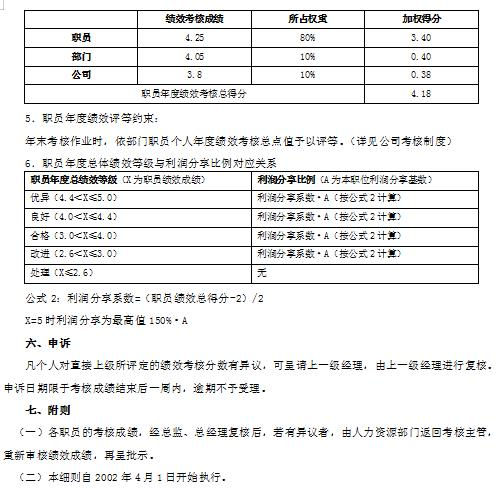 绩效考核成绩 所占权重 加权得分
职员 4.25 80% 3.40
部门 4.05 10% 0.40
公司 3.8 10% 0.38
职员年度绩效考核总得分 4.18
5．职员年度绩效评等约束：
年末考核作业时，依部门职员个人年度绩效考核总点值予以评等。（详见公司考核制度）
6．职员年度总体绩效等级与利润分享比例对应关系
职员年度总绩效等级（X 为职员绩效成绩） 利润分享比例（A 为本职位利润分享基数）
优异（4.4＜X≤5.0） 利润分享系数·A（按公式 2 计算）
良好（4.0＜X≤4.4） 利润分享系数·A（按公式 2 计算）
合格（3.0＜X≤4.0） 利润分享系数·A（按公式 2 计算）
改进（2.6＜X≤3.0） 利润分享系数·A（按公式 2 计算）
处理（X≤2.6） 无
公式 2：利润分享系数=（职员绩效总得分-2）/2
X=5 时利润分享为最高值 150%·A
六、申诉
凡个人对直接上级所评定的绩效考核分数有异议，可呈请上一级经理，由上一级经理进行复核。
申诉日期限于考核成绩结束后一周内，逾期不予受理。
七、附则
（一）各职员的考核成绩，经总监、总经理复核后，若有异议者，由人力资源部门返回考核主管，
重新审核绩效成绩，再呈批示。
（二）本细则自 2002 年 4 月 1 日开始执行。